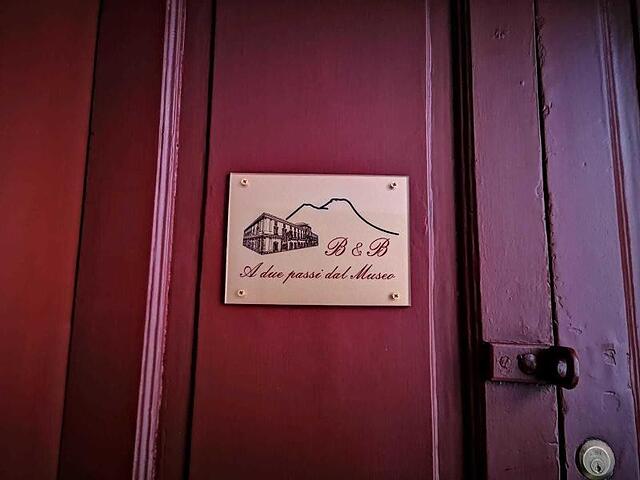 B & B
A due passi dal Museo